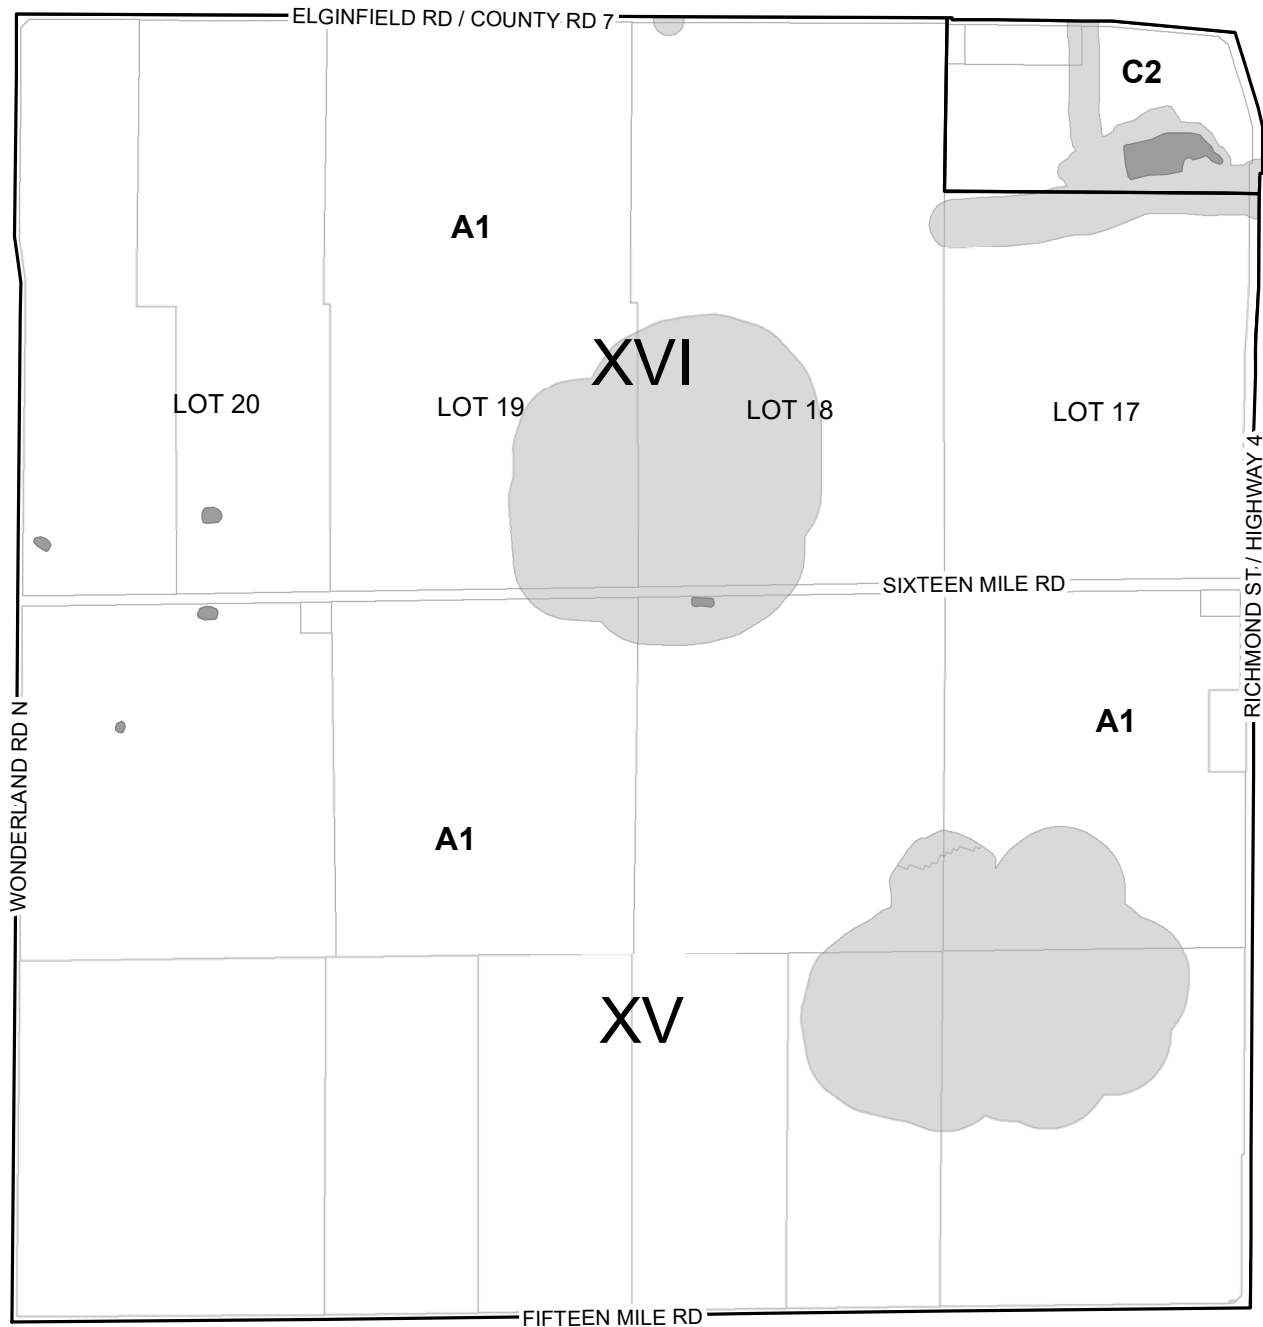 ELGINFIELD RD / COUNTY RD 7
C2
A1
XVI
LOT 20
LOT 19
LOT 18
LOT 17
SIXTEEN MILE RD
RICHMOND ST. / HIGHWAY 4
WONDERLAND RD N
A1
A1
XV
FIFTEEN MILE RD